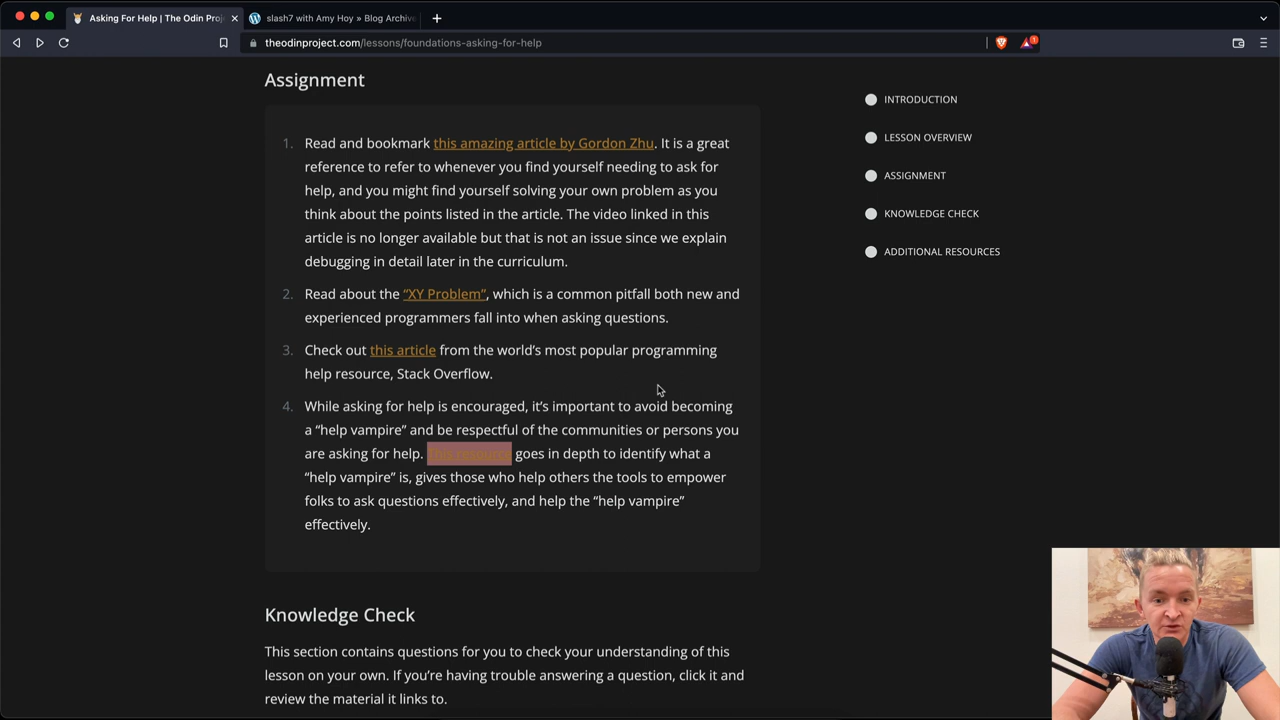 Asking For Help | The Odin Proj
slash7 with Amy Hoy » Blog Archive
theodinproject.com/lessons/foundations-asking-for-help
1
Assignment
1. Read and bookmark this amazing article by Gordon Zhu. It is a great
reference to refer to whenever you find yourself needing to ask for
help, and you might find yourself solving your own problem as you
think about the points listed in the article. The video linked in this
article is no longer available but that is not an issue since we explain
debugging in detail later in the curriculum.
2. Read about the “XY Problem”, which is a common pitfall both new and
experienced programmers fall into when asking questions.
3. Check out this article from the world’s most popular programming
help resource, Stack Overflow.
4. While asking for help is encouraged, it’s important to avoid becoming
a “help vampire” and be respectful of the communities or persons you
are asking for help. This resource goes in depth to identify what a
“help vampire” is, gives those who help others the tools to empower
folks to ask questions effectively, and help the “help vampire”
effectively.
Knowledge Check
This section contains questions for you to check your understanding of this
lesson on your own. If you’re having trouble answering a question, click it and
review the material it links to.
INTRODUCTION
LESSON OVERVIEW
ASSIGNMENT
KNOWLEDGE CHECK
ADDITIONAL RESOURCES